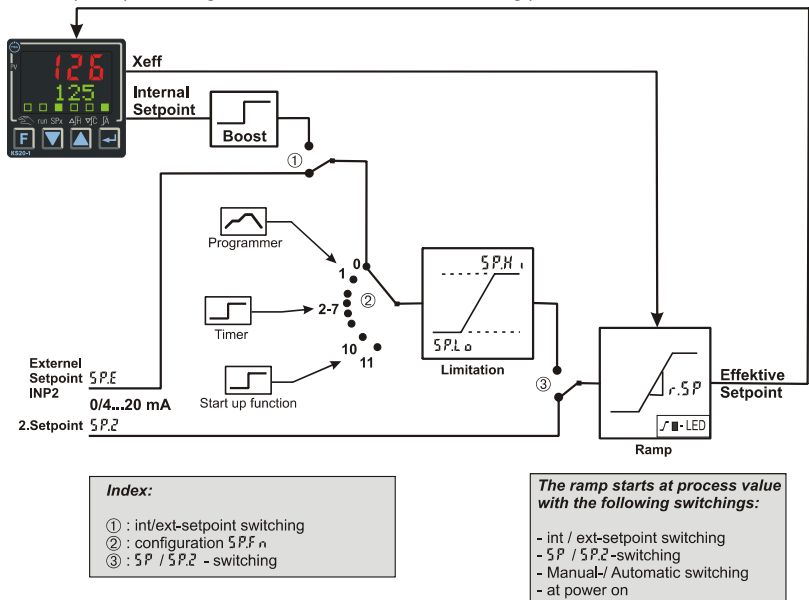 Xeff
126
125
Internal
Setpoint
Boost
run SPx
F
KS20-1
①
Programmer
0
1
2-7
②
Timer
10
11
Start up function
SP.Hi
SP.Lo
Limitation
Externel
Setpoint SP.E
INP2
0/4...20 mA
2.Setpoint SP.2
③
r.SP
- LED
Ramp
Effektive
Setpoint
Index:
① : int/ext-setpoint switching
② : configuration SP.Fn
③ : SP / SP.2 - switching
The ramp starts at process value
with the following switchings:
- int / ext-setpoint switching
- SP / SP.2 -switching
- Manual-/ Automatic switching
- at power on